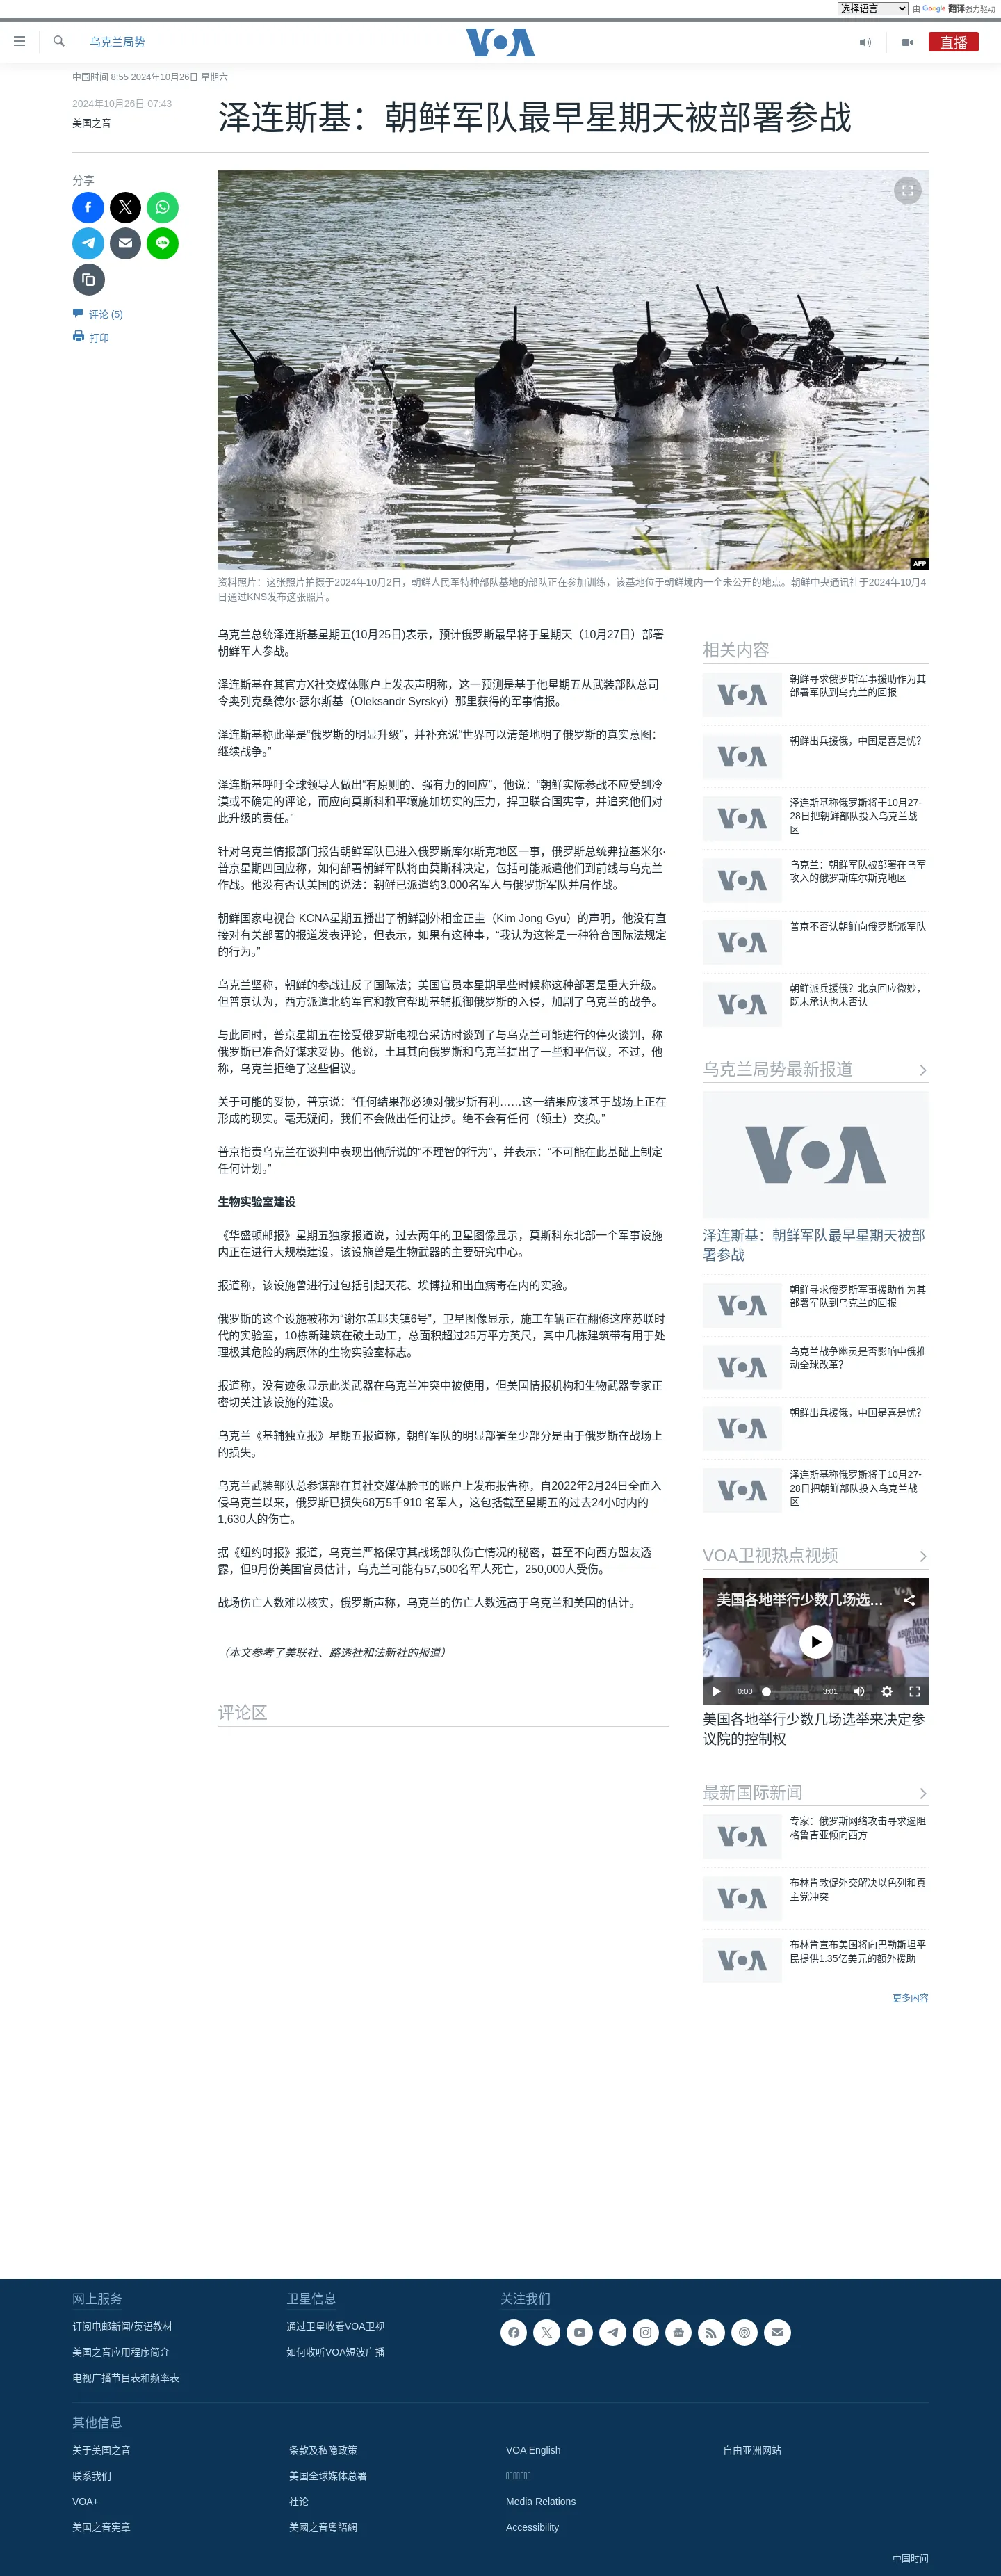 选择语言
由 Google 翻译强力驱动
乌克兰局势
VOA
直播
中国时间 8:55 2024年10月26日 星期六
2024年10月26日 07:43
美国之音
泽连斯基：朝鲜军队最早星期天被部署参战
分享
评论 (5)
打印
AFP
资料照片：这张照片拍摄于2024年10月2日，朝鲜人民军特种部队基地的部队正在参加训练，该基地位于朝鲜境内一个未公开的地点。朝鲜中央通讯社于2024年10月4
日通过KNS发布这张照片。
乌克兰总统泽连斯基星期五(10月25日)表示，预计俄罗斯最早将于星期天（10月27日）部署
朝鲜军人参战。
泽连斯基在其官方X社交媒体账户上发表声明称，这一预测是基于他星期五从武装部队总司
令奥列克桑德尔·瑟尔斯基（Oleksandr Syrskyi）那里获得的军事情报。
泽连斯基称此举是“俄罗斯的明显升级”，并补充说“世界可以清楚地明了俄罗斯的真实意图：
继续战争。”
泽连斯基呼吁全球领导人做出“有原则的、强有力的回应”，他说：“朝鲜实际参战不应受到冷
漠或不确定的评论，而应向莫斯科和平壤施加切实的压力，捍卫联合国宪章，并追究他们对
此升级的责任。”
针对乌克兰情报部门报告朝鲜军队已进入俄罗斯库尔斯克地区一事，俄罗斯总统弗拉基米尔·
普京星期四回应称，如何部署朝鲜军队将由莫斯科决定，包括可能派遣他们到前线与乌克兰
作战。他没有否认美国的说法：朝鲜已派遣约3,000名军人与俄罗斯军队并肩作战。
朝鲜国家电视台 KCNA星期五播出了朝鲜副外相金正圭（Kim Jong Gyu）的声明，他没有直
接对有关部署的报道发表评论，但表示，如果有这种事，“我认为这将是一种符合国际法规定
的行为。”
乌克兰坚称，朝鲜的参战违反了国际法；美国官员本星期早些时候称这种部署是重大升级。
但普京认为，西方派遣北约军官和教官帮助基辅抵御俄罗斯的入侵，加剧了乌克兰的战争。
与此同时，普京星期五在接受俄罗斯电视台采访时谈到了与乌克兰可能进行的停火谈判，称
俄罗斯已准备好谋求妥协。他说，土耳其向俄罗斯和乌克兰提出了一些和平倡议，不过，他
称，乌克兰拒绝了这些倡议。
关于可能的妥协，普京说：“任何结果都必须对俄罗斯有利……这一结果应该基于战场上正在
形成的现实。毫无疑问，我们不会做出任何让步。绝不会有任何（领土）交换。”
普京指责乌克兰在谈判中表现出他所说的“不理智的行为”，并表示：“不可能在此基础上制定
任何计划。”
生物实验室建设
《华盛顿邮报》星期五独家报道说，过去两年的卫星图像显示，莫斯科东北部一个军事设施
内正在进行大规模建设，该设施曾是生物武器的主要研究中心。
报道称，该设施曾进行过包括引起天花、埃博拉和出血病毒在内的实验。
俄罗斯的这个设施被称为“谢尔盖耶夫镇6号”，卫星图像显示，施工车辆正在翻修这座苏联时
代的实验室，10栋新建筑在破土动工，总面积超过25万平方英尺，其中几栋建筑带有用于处
理极其危险的病原体的生物实验室标志。
报道称，没有迹象显示此类武器在乌克兰冲突中被使用，但美国情报机构和生物武器专家正
密切关注该设施的建设。
乌克兰《基辅独立报》星期五报道称，朝鲜军队的明显部署至少部分是由于俄罗斯在战场上
的损失。
乌克兰武装部队总参谋部在其社交媒体脸书的账户上发布报告称，自2022年2月24日全面入
侵乌克兰以来，俄罗斯已损失68万5千910 名军人，这包括截至星期五的过去24小时内的
1,630人的伤亡。
据《纽约时报》报道，乌克兰严格保守其战场部队伤亡情况的秘密，甚至不向西方盟友透
露，但9月份美国官员估计，乌克兰可能有57,500名军人死亡，250,000人受伤。
战场伤亡人数难以核实，俄罗斯声称，乌克兰的伤亡人数远高于乌克兰和美国的估计。
（本文参考了美联社、路透社和法新社的报道）
评论区
相关内容
VOA
朝鲜寻求俄罗斯军事援助作为其
部署军队到乌克兰的回报
VOA
朝鲜出兵援俄，中国是喜是忧？
VOA
泽连斯基称俄罗斯将于10月27-
28日把朝鲜部队投入乌克兰战
区
VOA
乌克兰：朝鲜军队被部署在乌军
攻入的俄罗斯库尔斯克地区
VOA
普京不否认朝鲜向俄罗斯派军队
VOA
朝鲜派兵援俄？北京回应微妙，
既未承认也未否认
乌克兰局势最新报道
VOA
泽连斯基：朝鲜军队最早星期天被部
署参战
VOA
朝鲜寻求俄罗斯军事援助作为其
部署军队到乌克兰的回报
VOA
乌克兰战争幽灵是否影响中俄推
动全球改革？
VOA
朝鲜出兵援俄，中国是喜是忧？
VOA
泽连斯基称俄罗斯将于10月27-
28日把朝鲜部队投入乌克兰战
区
VOA卫视热点视频
美国各地举行少数几场选...
0:00
3:01
美国各地举行少数几场选举来决定参
议院的控制权
最新国际新闻
VOA
专家：俄罗斯网络攻击寻求遏阻
格鲁吉亚倾向西方
VOA
布林肯敦促外交解决以色列和真
主党冲突
VOA
布林肯宣布美国将向巴勒斯坦平
民提供1.35亿美元的额外援助
更多内容
网上服务
订阅电邮新闻/英语教材
美国之音应用程序简介
电视广播节目表和频率表
卫星信息
通过卫星收看VOA卫视
如何收听VOA短波广播
关注我们
其他信息
关于美国之音
联系我们
VOA+
美国之音宪章
条款及私隐政策
美国全球媒体总署
社论
美國之音粵語網
VOA English
Media Relations
Accessibility
自由亚洲网站
中国时间